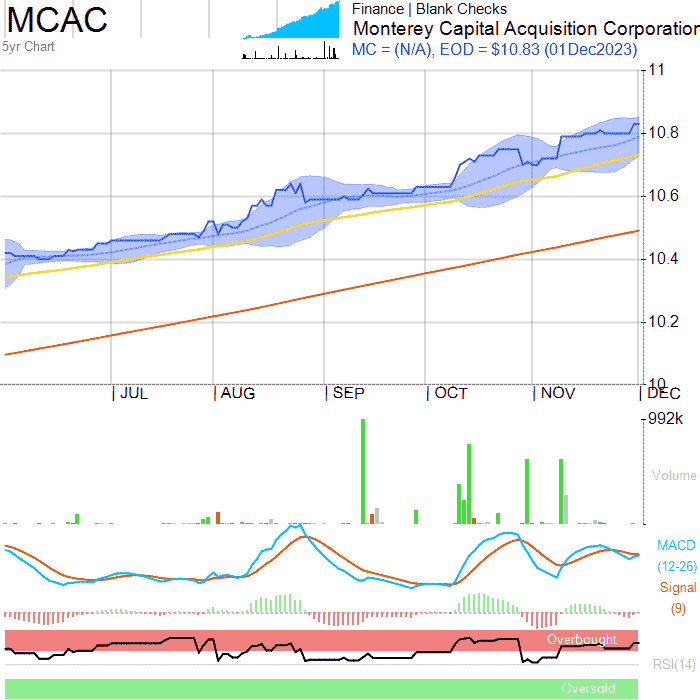 MCAC
5yr Chart
Finance | Blank Checks
Monterey Capital Acquisition Corporation
MC = (N/A), EOD = $10.83 (01Dec2023)
11
10.8
10.6
10.4
10.2
10
| JUL | AUG | SEP | OCT | NOV | DEC
992k
Volume
MACD
(12-26)
Signal
(9)
Overbought
RSI(14)
Oversold